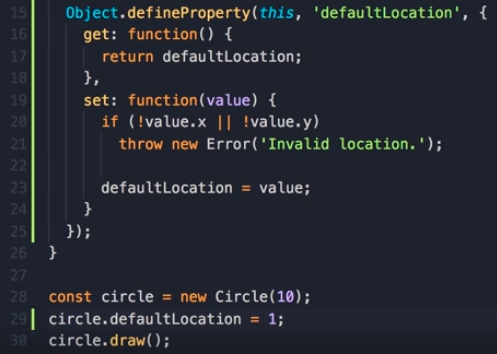 15 Object.defineProperty(this, 'defaultLocation', {
16 get: function() {
17 return defaultLocation;
18 },
19 set: function(value) {
20 if (!value.x || !value.y)
21 throw new Error('Invalid location.');
22
23 defaultLocation = value;
24 }
25 });
26 }
27
28 const circle = new Circle(10);
29 circle.defaultLocation = 1;
30 circle.draw();